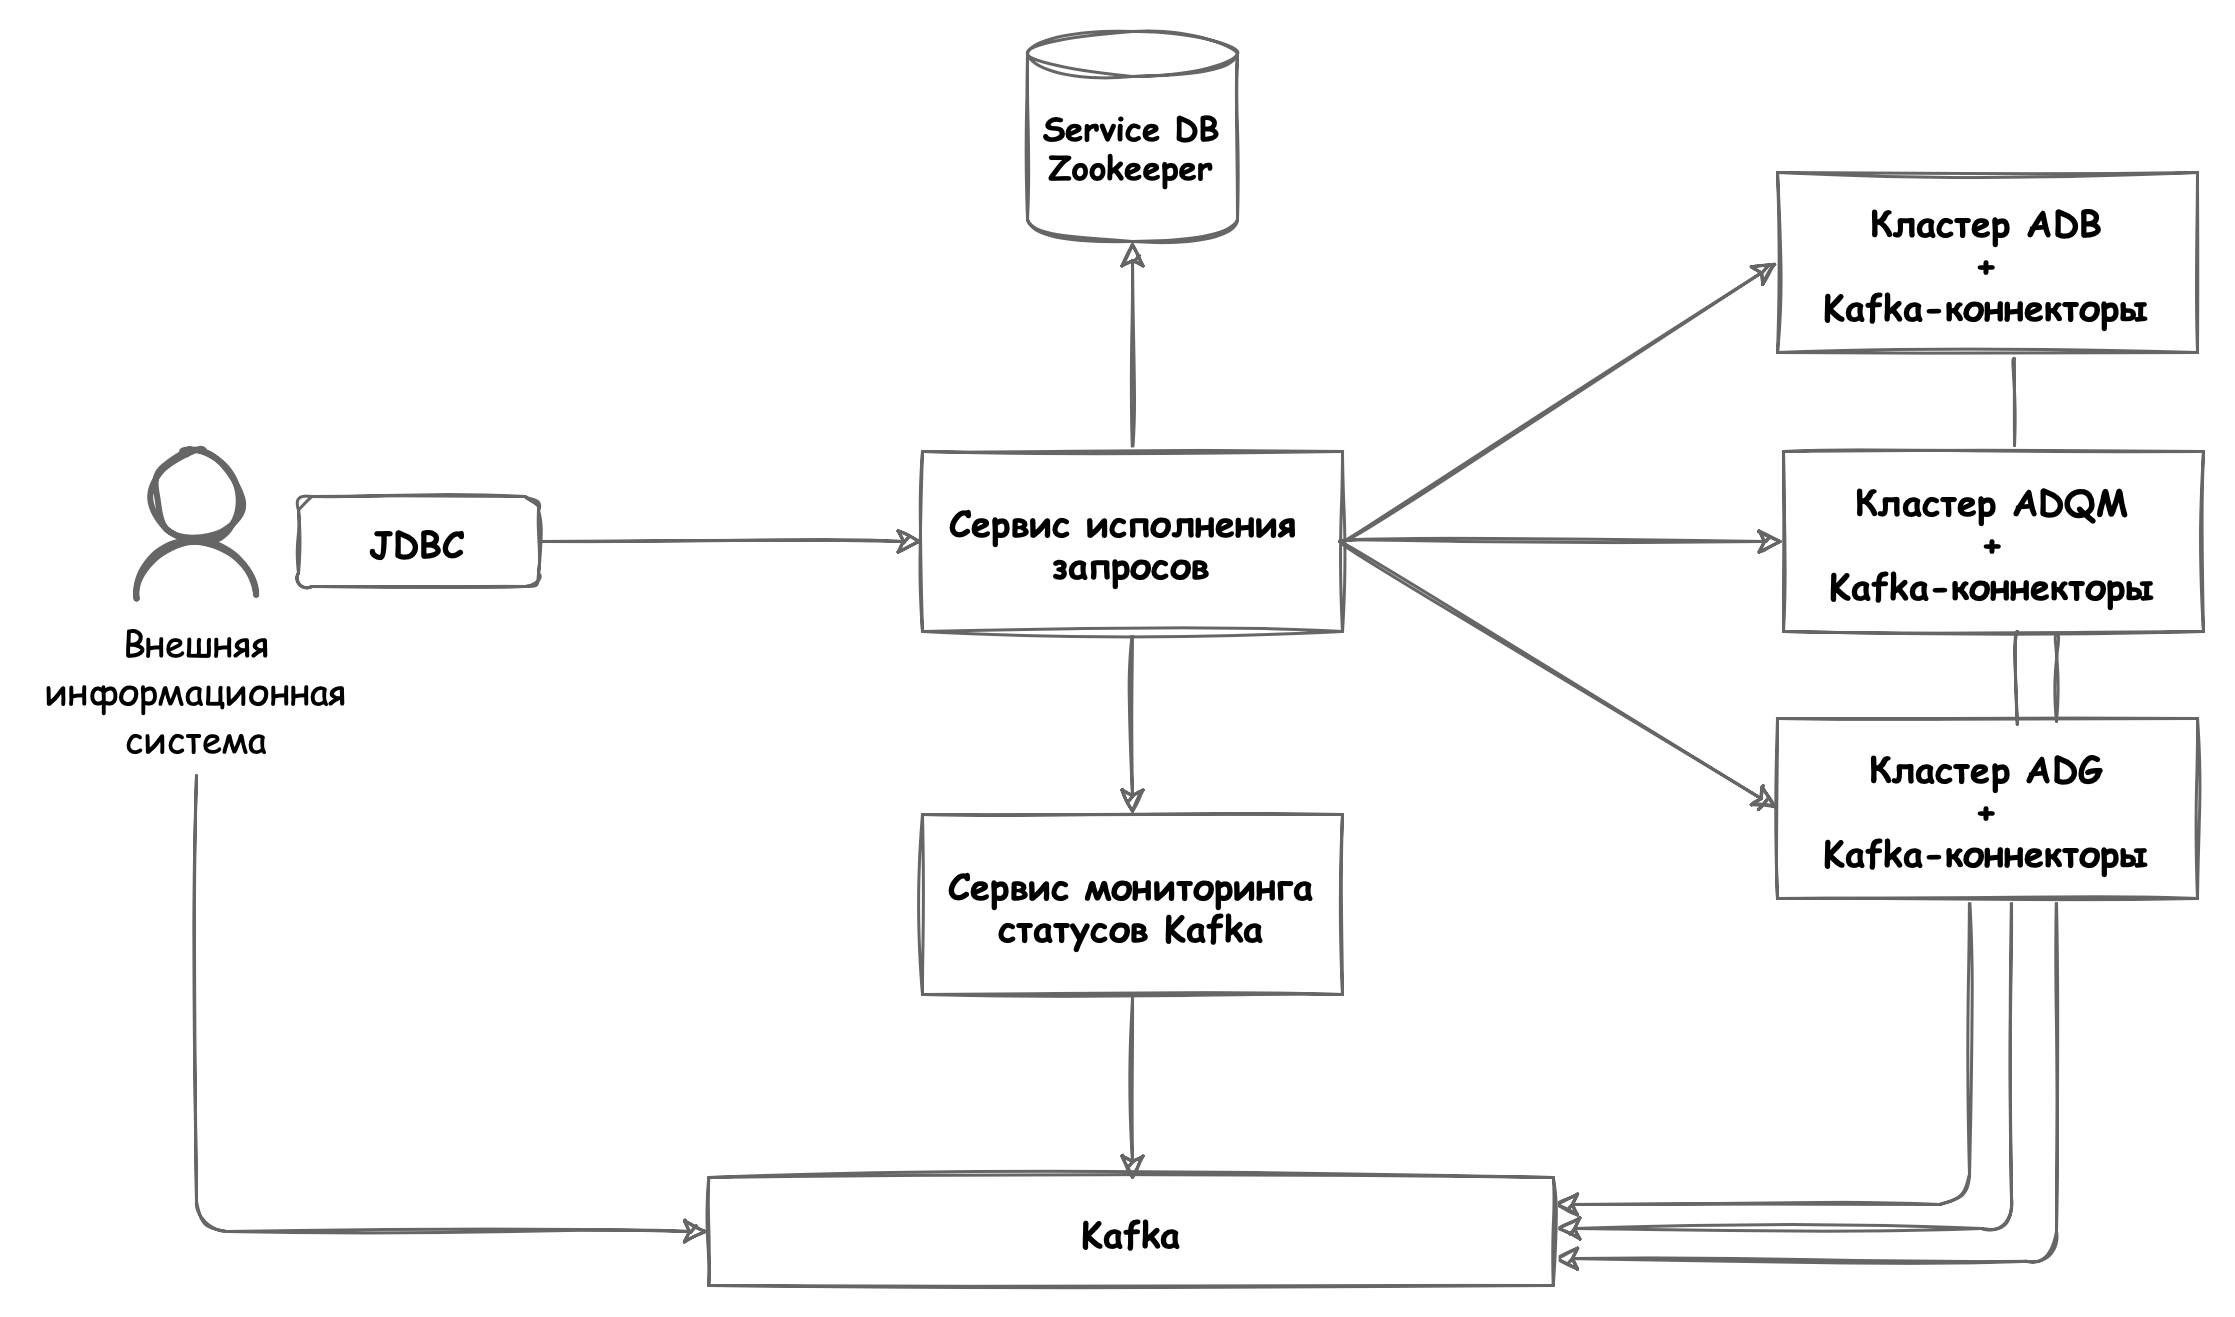 Service DB
Zookeeper
Кластер ADB
+
Kafka-коннекторы
JDBC
Сервис исполнения
запросов
Кластер ADQM
+
Kafka-коннекторы
Внешняя
информационная
система
Сервис мониторинга
статусов Kafka
Кластер ADG
+
Kafka-коннекторы
Kafka